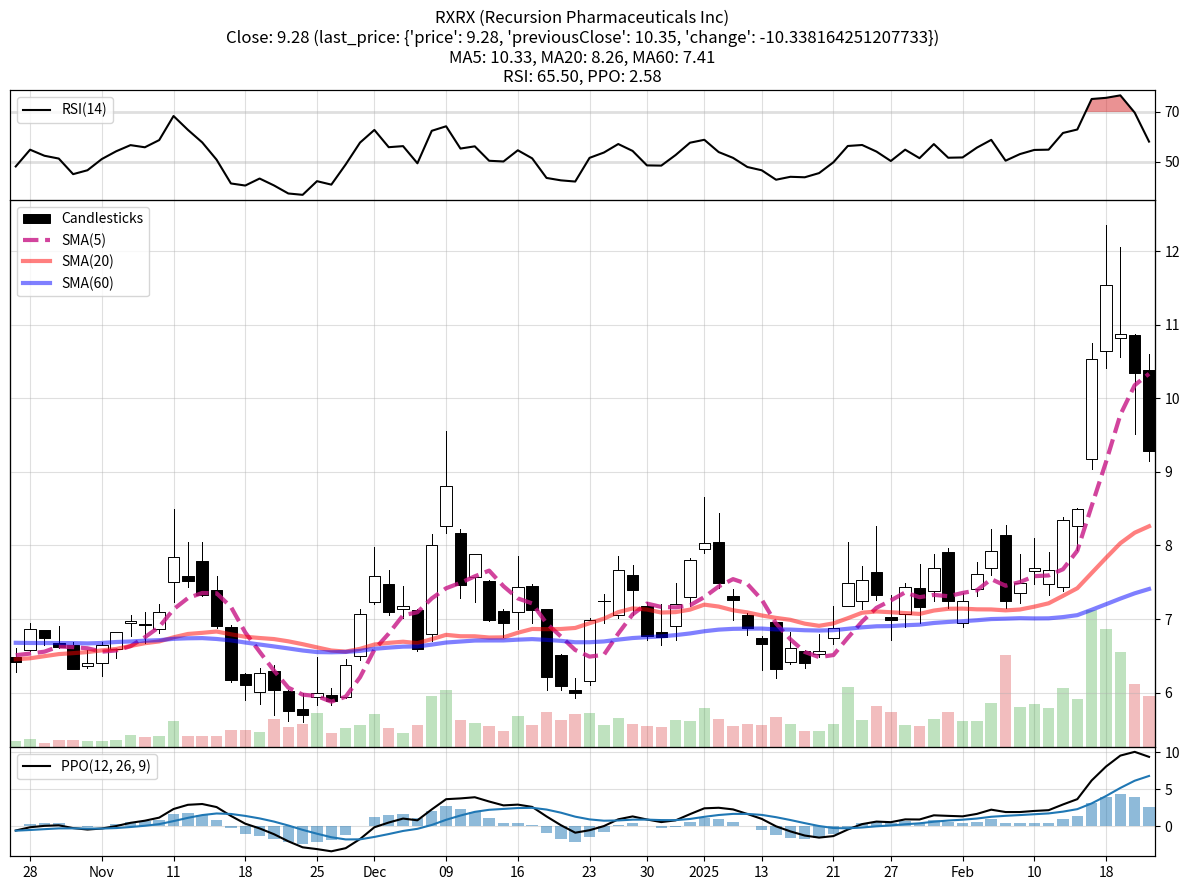 RXRX (Recursion Pharmaceuticals Inc)
Close: 9.28 (last_price: {'price': 9.28, 'previousClose': 10.35, 'change': -10.338164251207733})
MA5: 10.33, MA20: 8.26, MA60: 7.41
RSI: 65.50, PPO: 2.58
RSI(14)
70
50
Candlesticks
SMA(5)
SMA(20)
SMA(60)
12
11
10
9
8
7
6
PPO(12, 26, 9)
10
5
0
28 Nov 11 18 25 Dec 09 16 23 30 2025 13 21 27 Feb 10 18